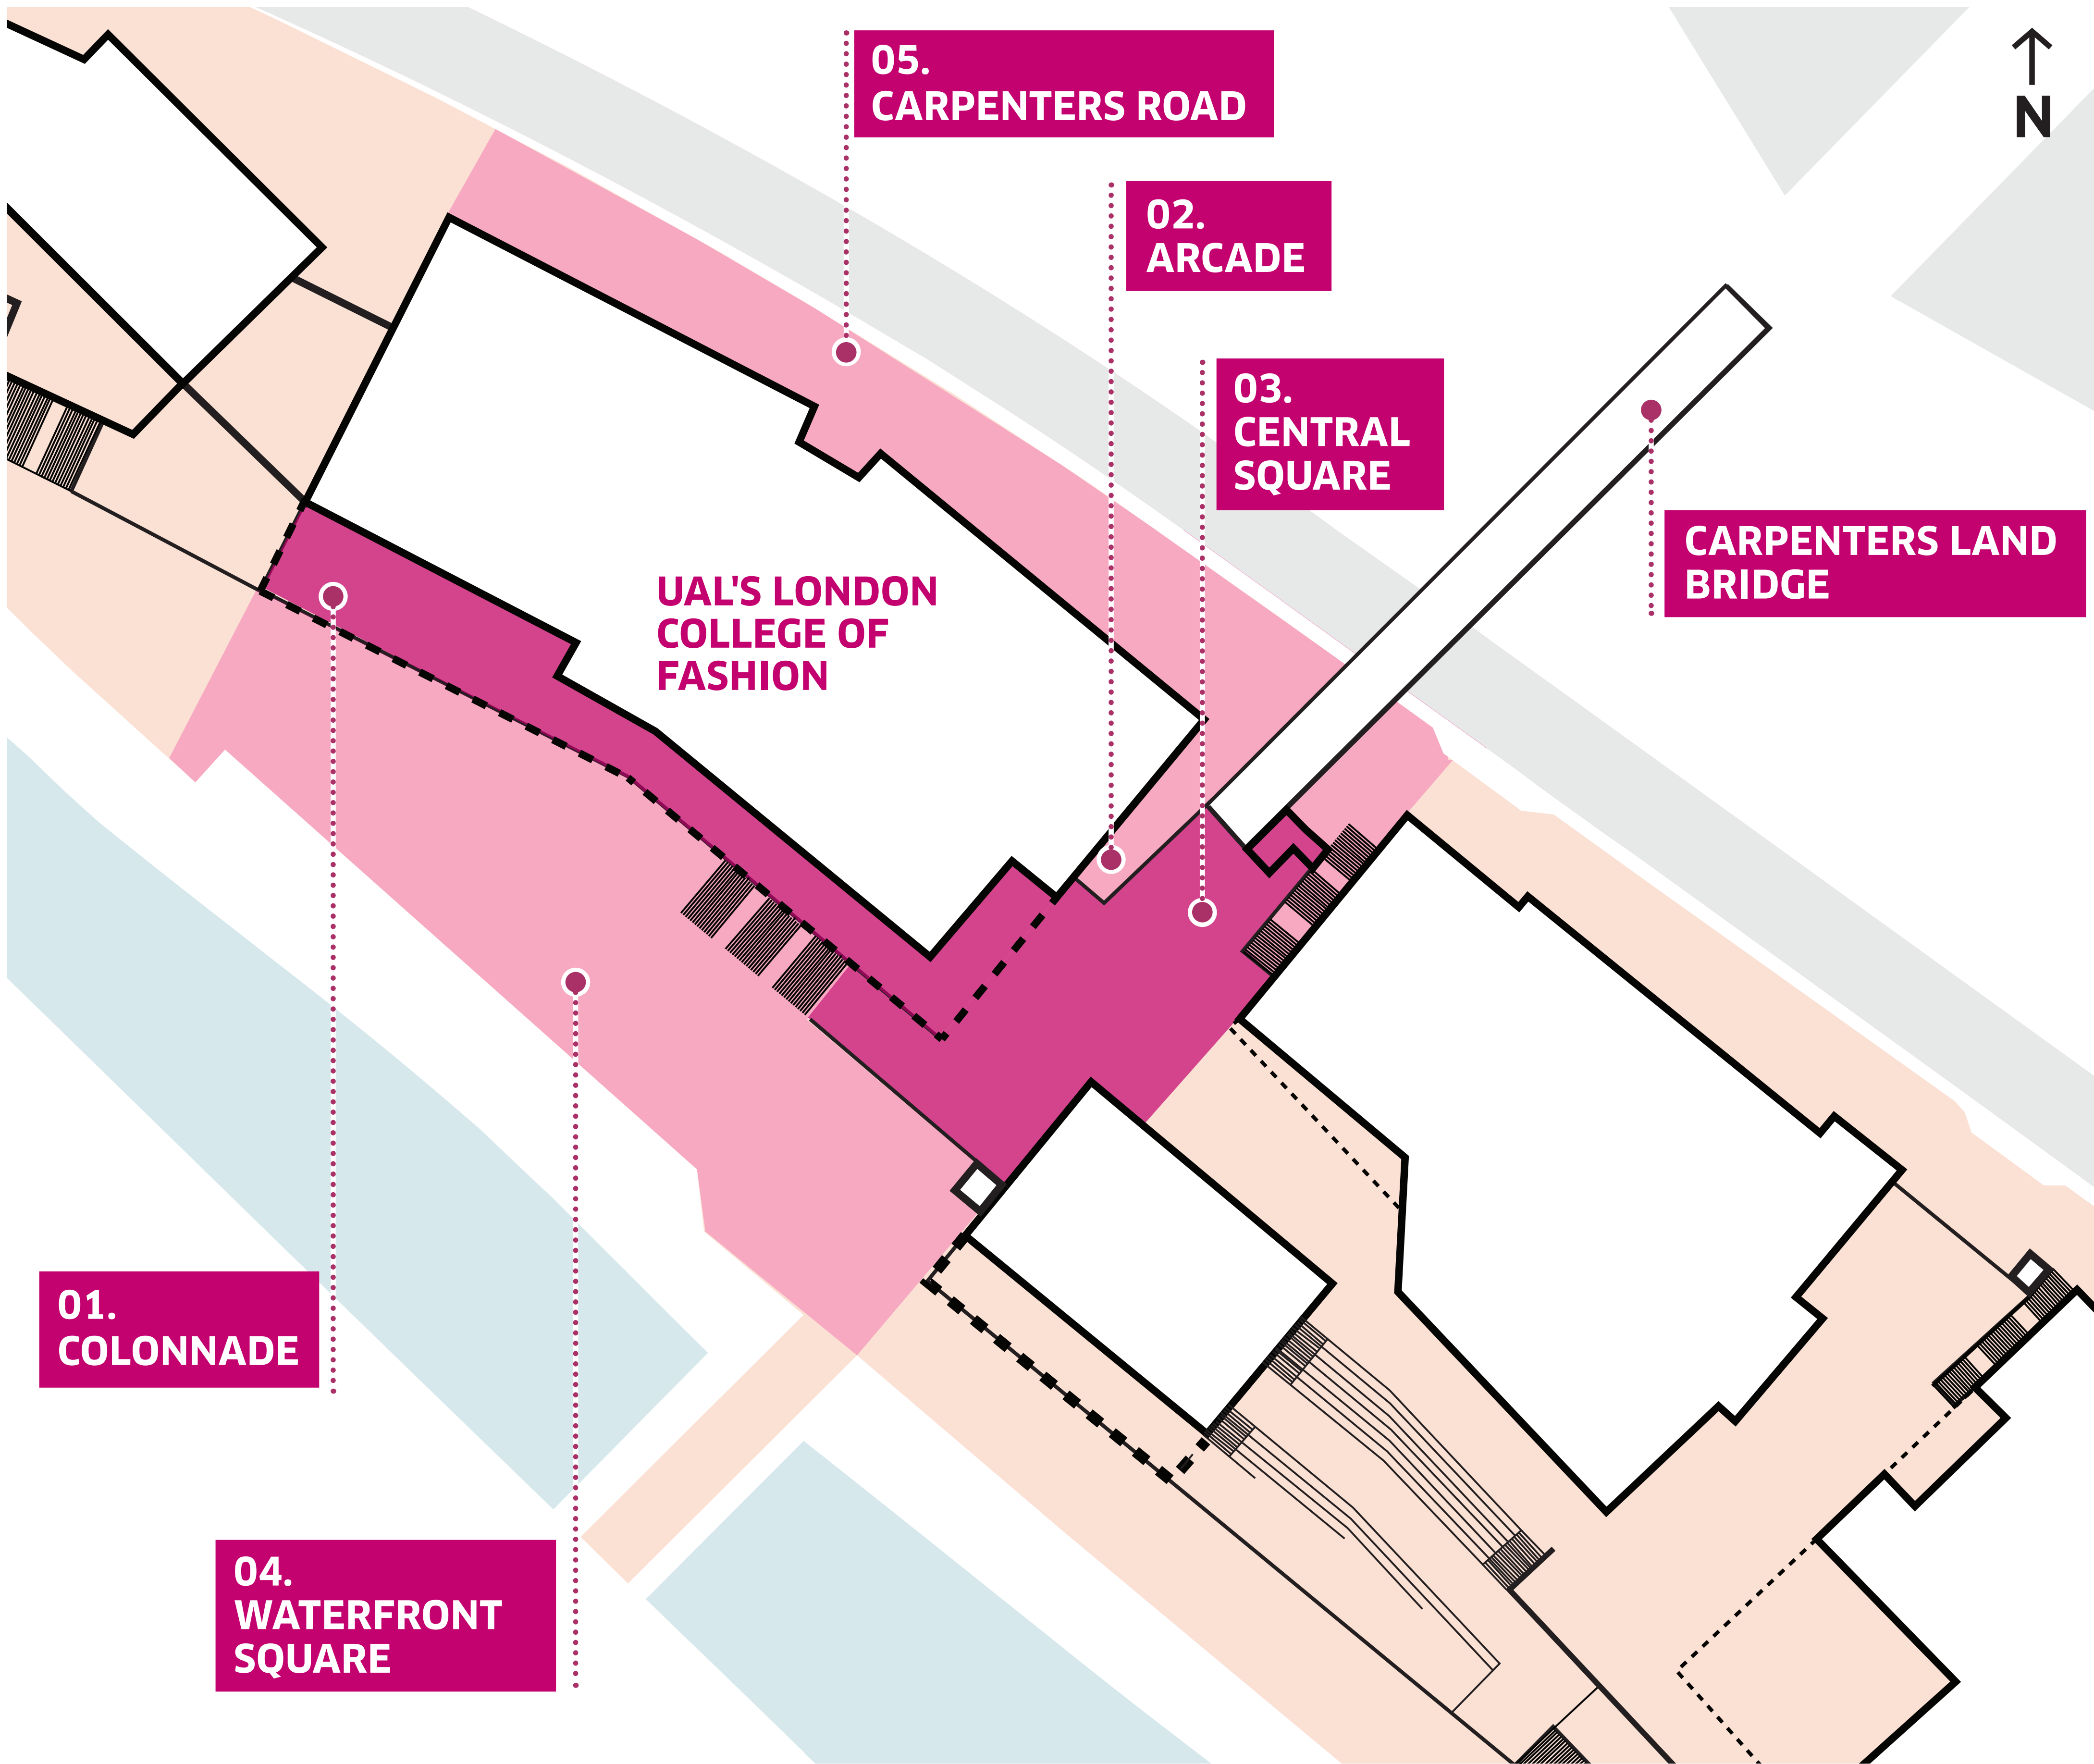 05.
CARPENTERS ROAD
N
02.
ARCADE
03.
CENTRAL
SQUARE
CARPENTERS LAND
BRIDGE
UAL'S LONDON
COLLEGE OF
FASHION
01.
COLONNADE
04.
WATERFRONT
SQUARE